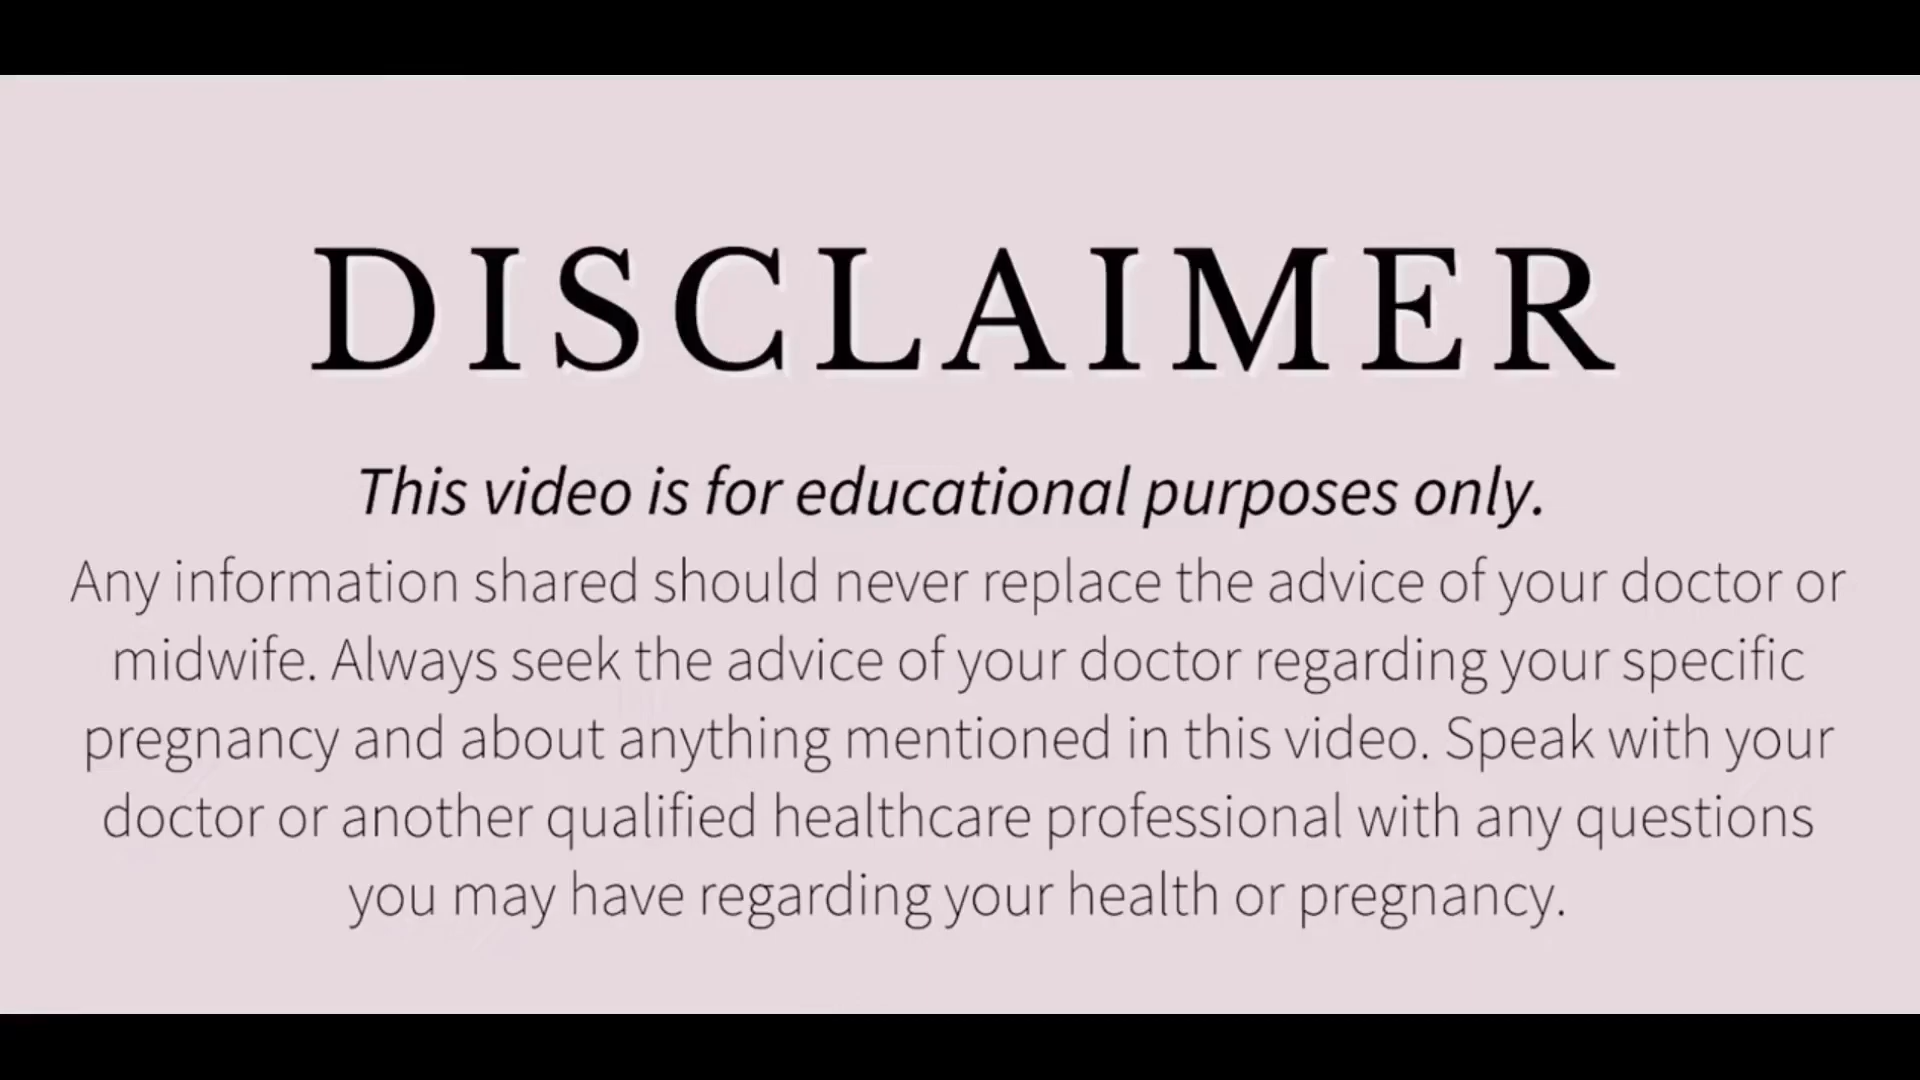 DISCLAIMER
This video is for educational purposes only.
Any information shared should never replace the advice of your doctor or
midwife. Always seek the advice of your doctor regarding your specific
pregnancy and about anything mentioned in this video. Speak with your
doctor or another qualified healthcare professional with any questions
you may have regarding your health or pregnancy.